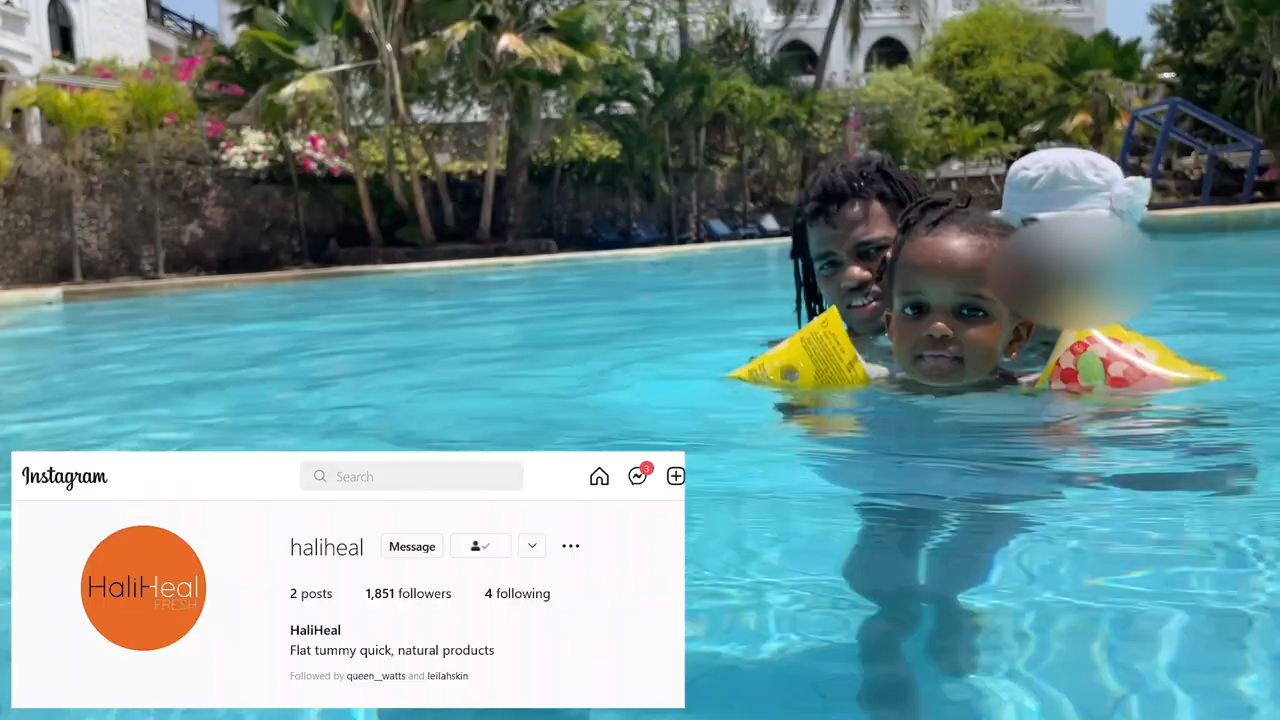 Instagram
Search
3
HaliHeal
FRESH
haliheal
Message
2 posts 1,851 followers 4 following
HaliHeal
Flat tummy quick, natural products
Followed by queen__watts and leilahskin